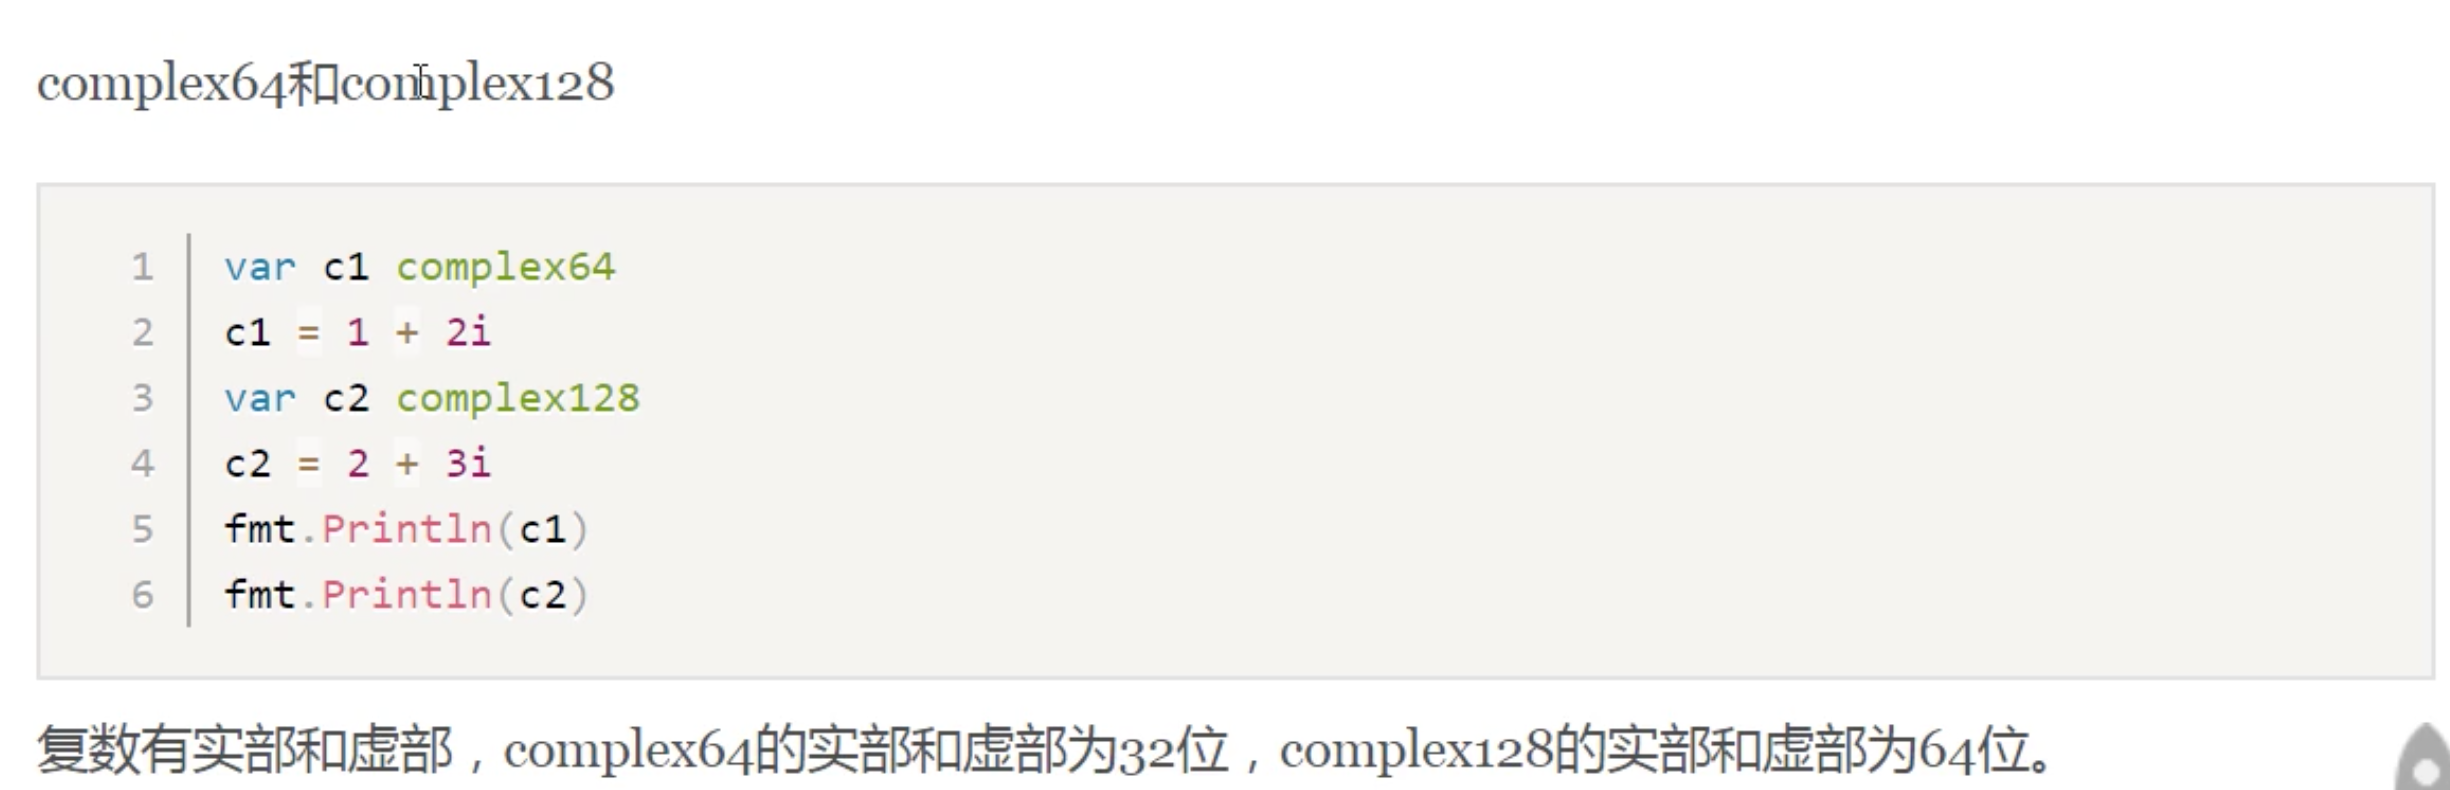 complex64和complex128
1 var c1 complex64
2 c1 = 1 + 2i
3 var c2 complex128
4 c2 = 2 + 3i
5 fmt.Println(c1)
6 fmt.Println(c2)
复数有实部和虚部，complex64的实部和虚部为32位，complex128的实部和虚部为64位。